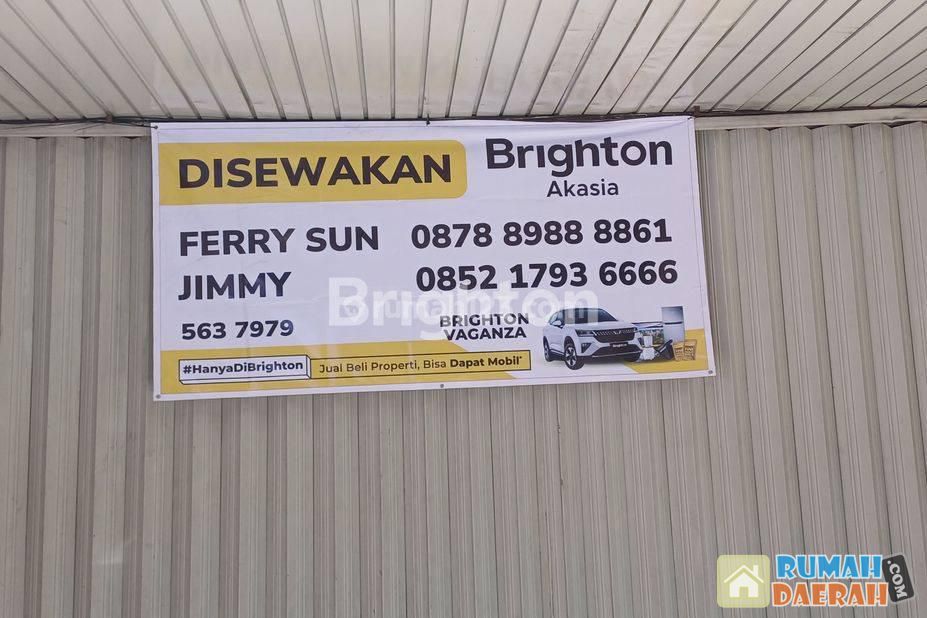 DISEWAKAN
Brighton
Akasia
FERRY SUN 0878 8988 8861
JIMMY 0852 1793 6666
Brighton
563 7979
BRIGHTON
VAGANZA
#HanyaDiBrighton
Jual Beli Properti, Bisa Dapat Mobil*
RUMAH
DAERAH
.COM